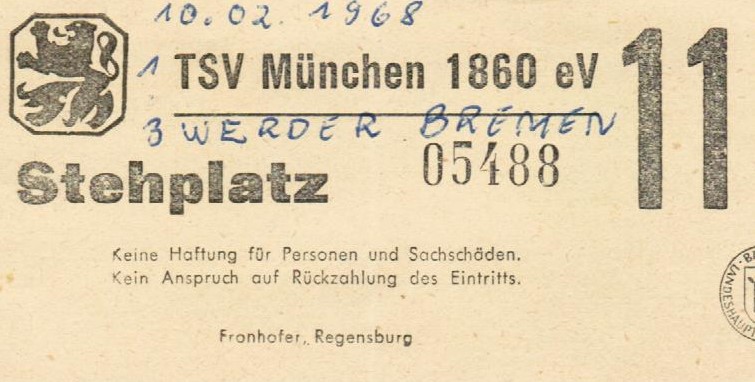 10.02.1968
1 TSV München 1860 eV
11
3 WERDER BREMEN
Stehplatz
05488
Keine Haftung für Personen und Sachschäden.
Kein Anspruch auf Rückzahlung des Eintritts.
Fronhofer, Regensburg